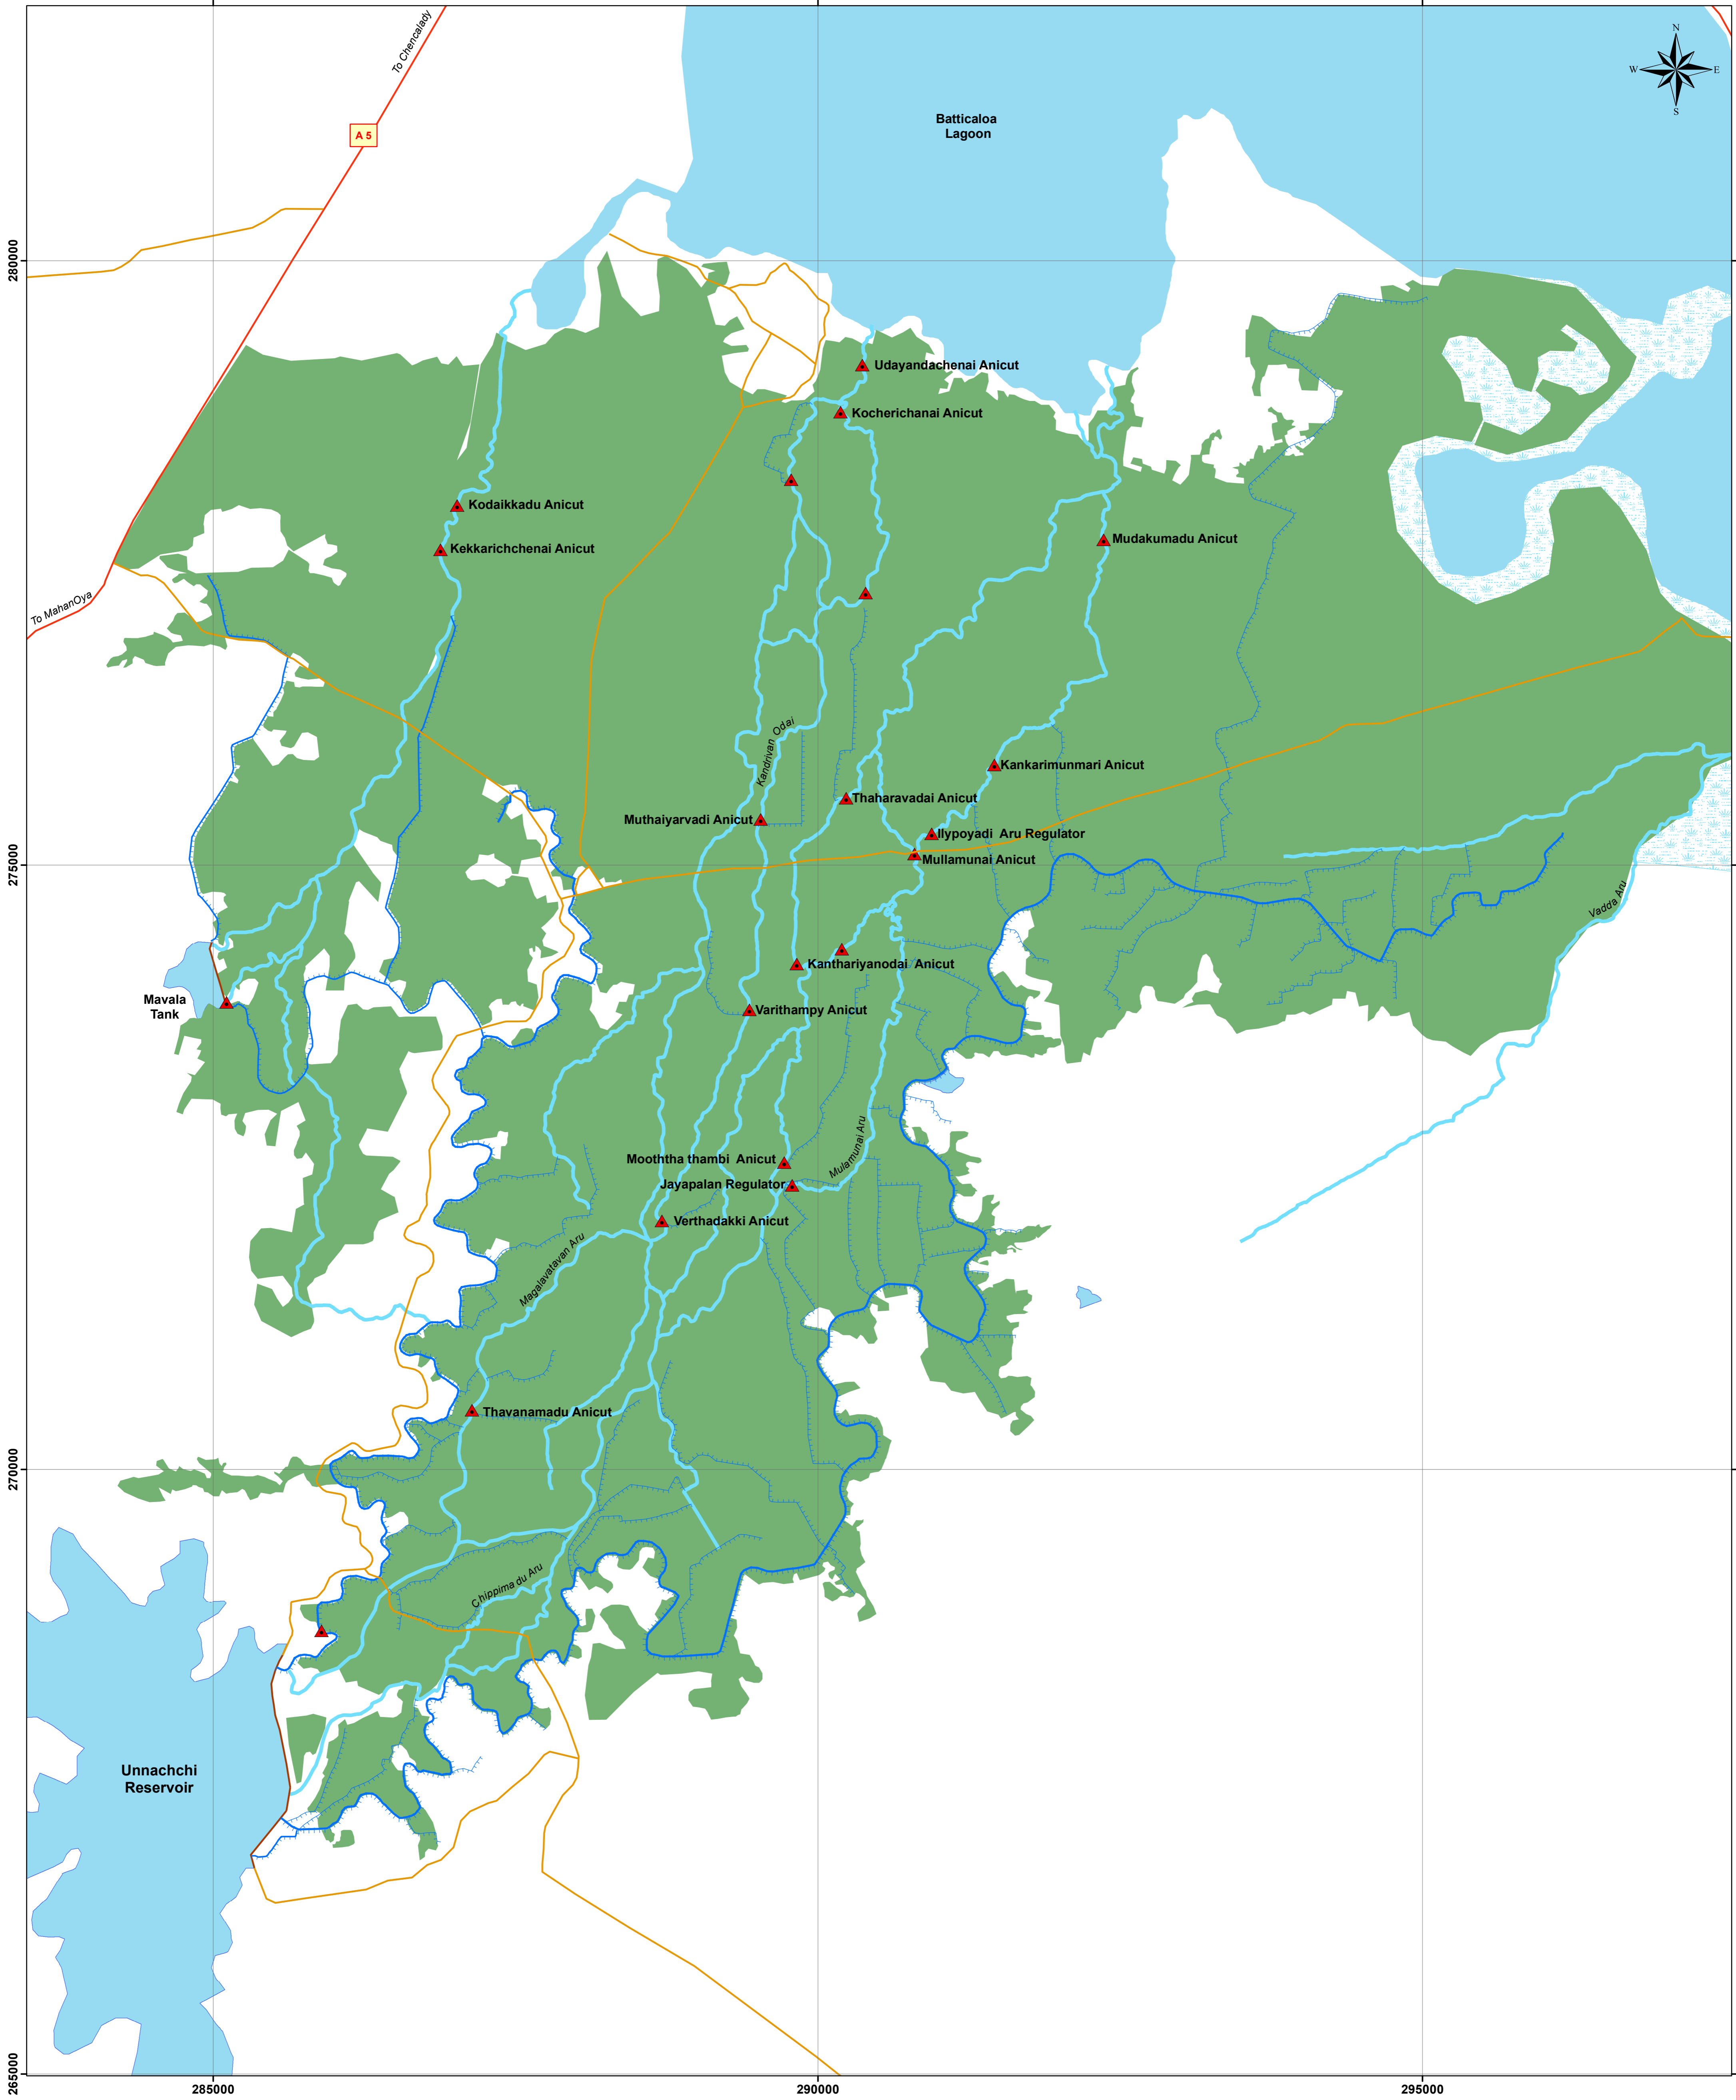 To Chencalady
N
W
E
S
A 5
Batticaloa
Lagoon
280000
Udayandachenai Anicut
Kocherichanai Anicut
Kodaikkadu Anicut
Mudakumadu Anicut
Kekkarichchenai Anicut
To MahanOya
Kandrivan Odai
Kankarimunmari Anicut
Thaharavadai Anicut
Muthaiyarvadi Anicut
Ilypoyadi Aru Regulator
Mullamunai Anicut
275000
Vadda Aru
Kanthariyanodai Anicut
Mavala
Tank
Varithampy Anicut
Mulamunai Aru
Mooththa thambi Anicut
Jayapalan Regulator
Verthadakki Anicut
Magalavatavan Aru
Thavanamadu Anicut
270000
Chippima du Aru
Unnachchi
Reservoir
265000
285000
290000
295000